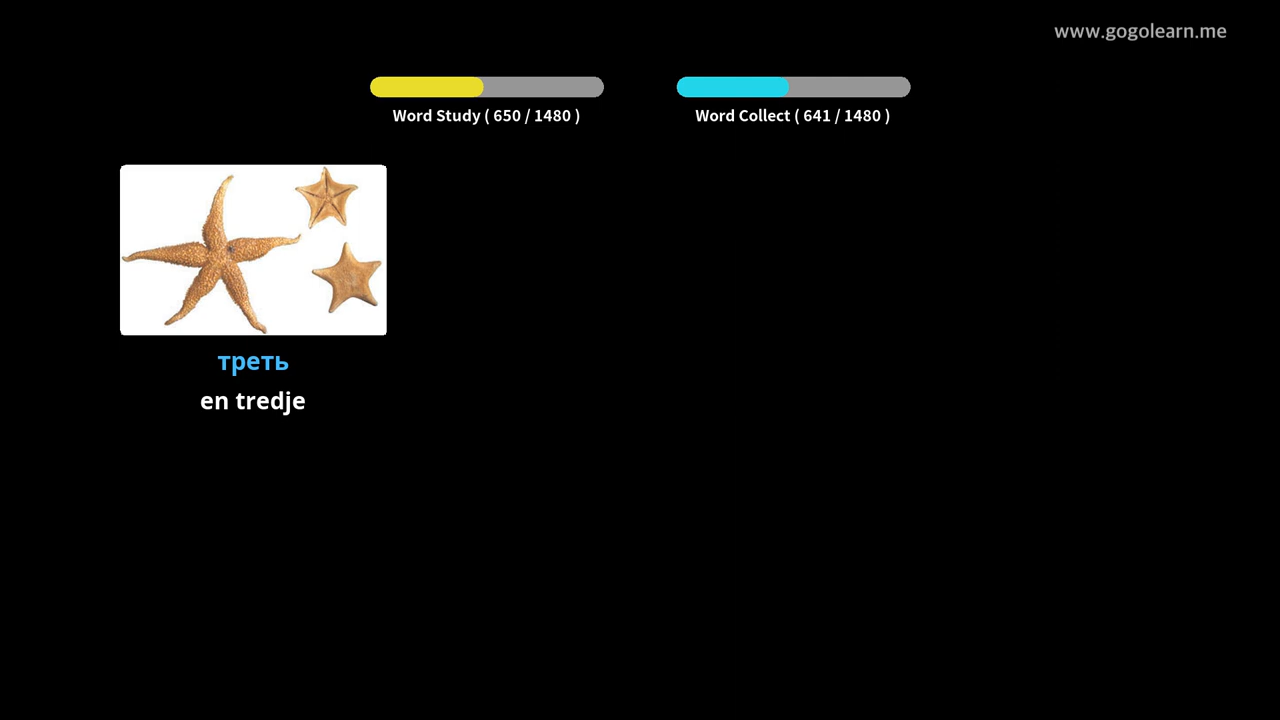 www.gogolearn.me
Word Study ( 650 / 1480 )
Word Collect ( 641 / 1480 )
треть
en tredje